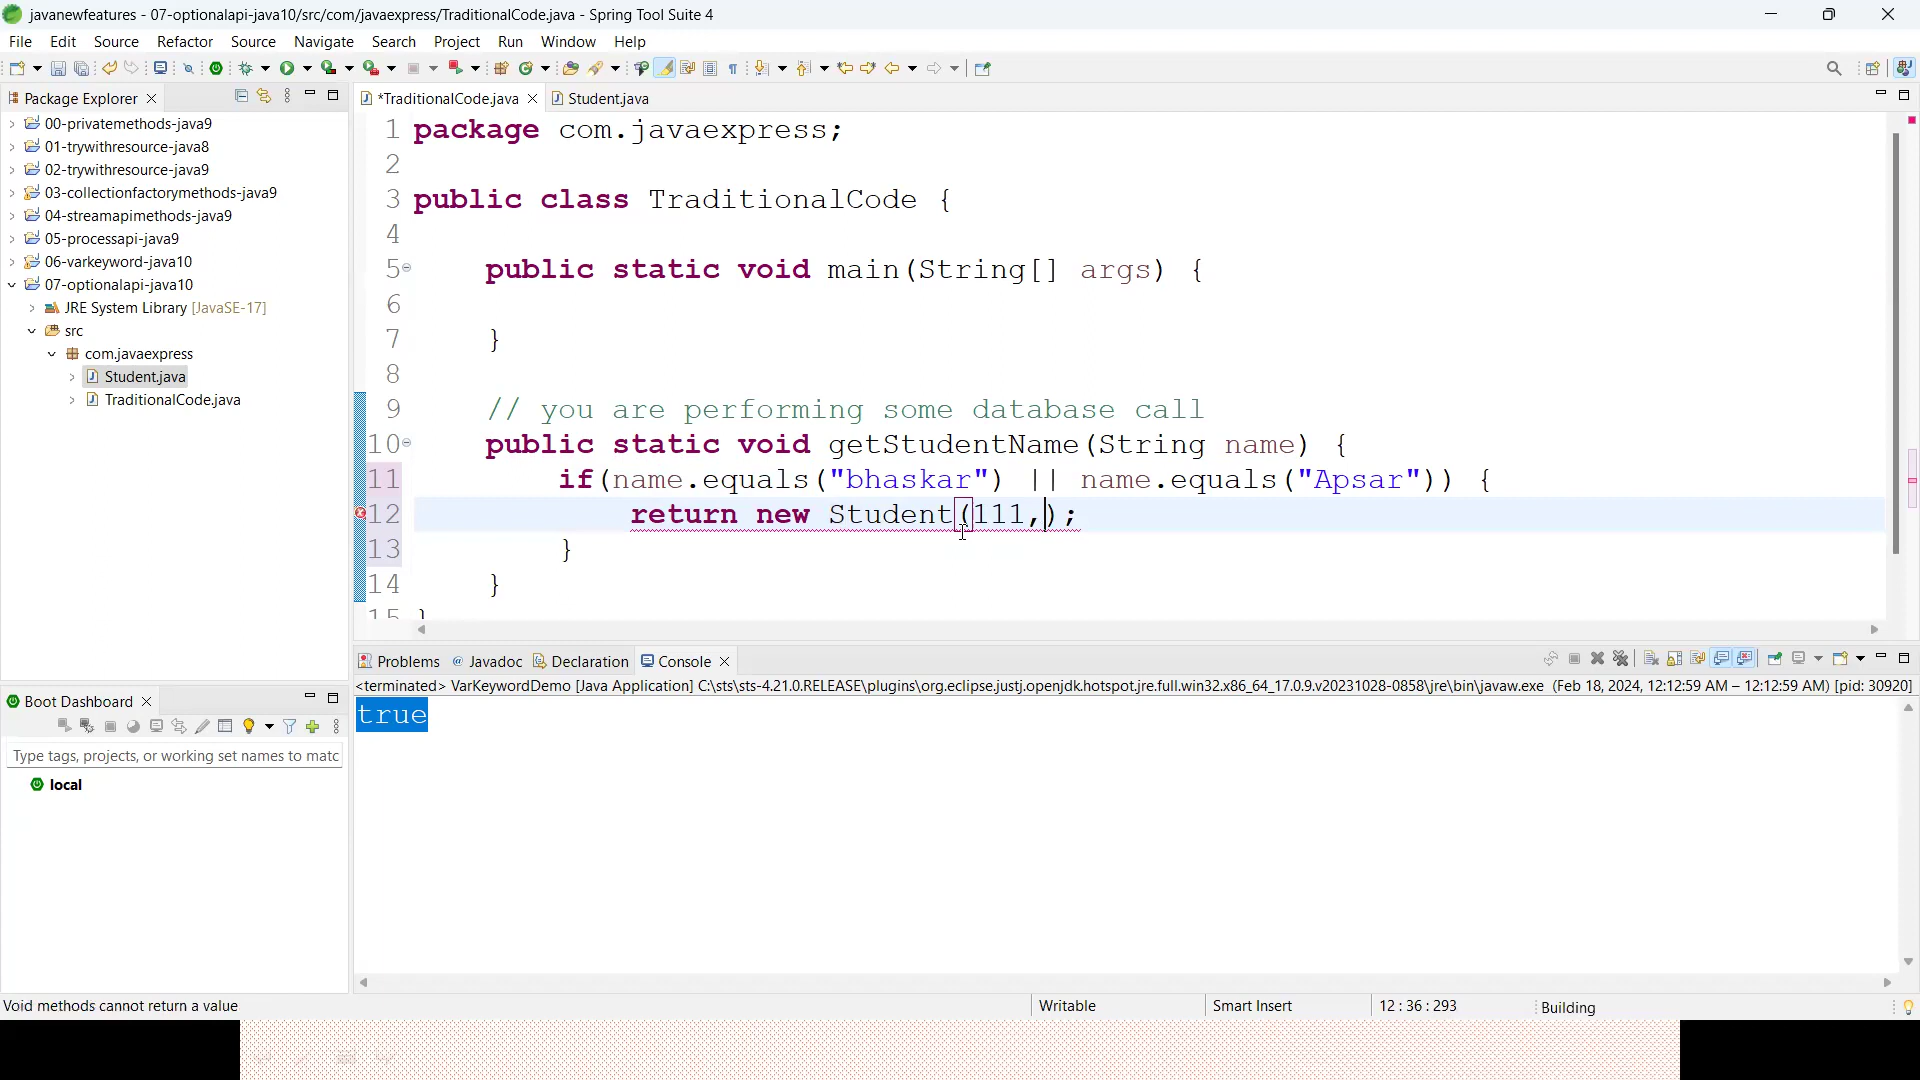 javanewfeatures - 07-optionalapi-java10/src/com/javaexpress/TraditionalCode.java - Spring Tool Suite 4
File Edit Source Refactor Source Navigate Search Project Run Window Help
Package Explorer
*TraditionalCode.java Student.java
00-privatemethods-java9
01-trywithresource-java8
02-trywithresource-java9
03-collectionfactorymethods-java9
04-streamapimethods-java9
05-processapi-java9
06-varkeyword-java10
07-optionalapi-java10
JRE System Library [JavaSE-17]
src
com.javaexpress
Student.java
TraditionalCode.java
1 package com.javaexpress;
2
3 public class TraditionalCode {
4
5 public static void main(String[] args) {
6
7 }
8
9 // you are performing some database call
10 public static void getStudentName(String name) {
11 if(name.equals("bhaskar") || name.equals("Apsar")) {
12 return new Student(111,);
13 }
14 }
15 }
Problems Javadoc Declaration Console
<terminated> VarKeywordDemo [Java Application] C:\sts\sts-4.21.0.RELEASE\plugins\org.eclipse.justj.openjdk.hotspot.jre.full.win32.x86_64_17.0.9.v20231028-0858\jre\bin\javaw.exe (Feb 18, 2024, 12:12:59 AM – 12:12:59 AM) [pid: 30920]
true
Boot Dashboard
Type tags, projects, or working set names to matc
local
Void methods cannot return a value
Writable
Smart Insert
12 : 36 : 293
Building